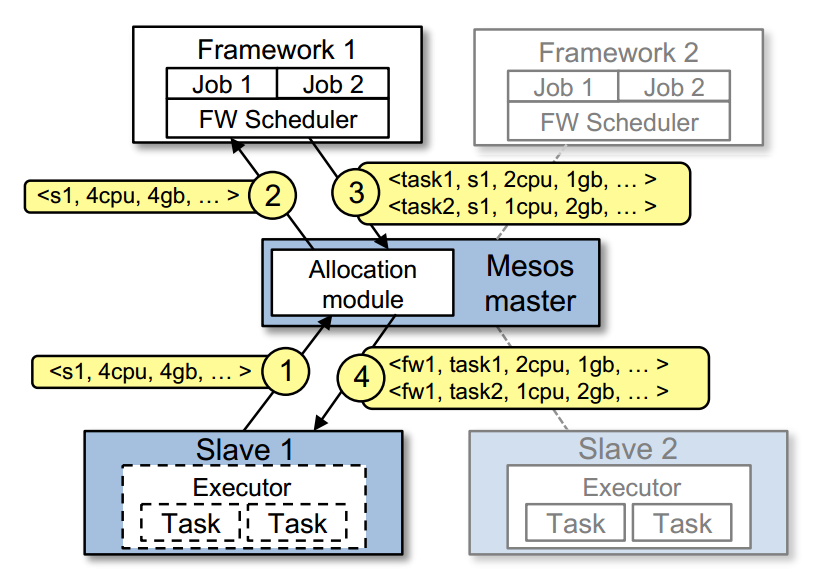 Framework 1
Job 1 Job 2
FW Scheduler
Framework 2
Job 1 Job 2
FW Scheduler
<s1, 4cpu, 4gb, … >
2
3
<task1, s1, 2cpu, 1gb, … >
<task2, s1, 1cpu, 2gb, … >
Allocation
module
Mesos
master
<s1, 4cpu, 4gb, … >
1
4
<fw1, task1, 2cpu, 1gb, … >
<fw1, task2, 1cpu, 2gb, … >
Slave 1
Executor
Task Task
Slave 2
Executor
Task Task